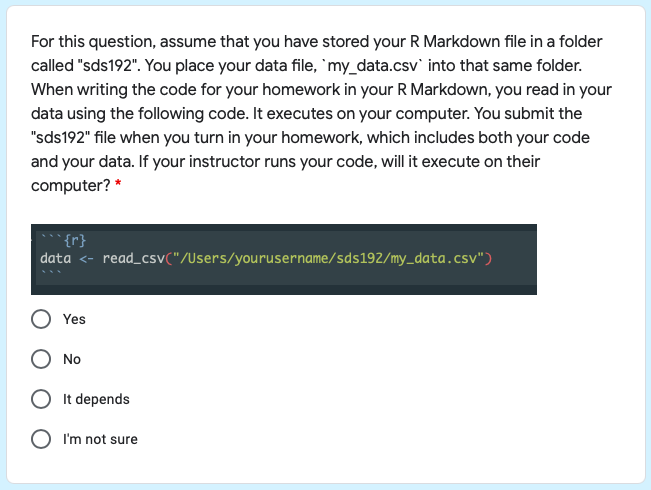 For this question, assume that you have stored your R Markdown file in a folder
called "sds192". You place your data file, `my_data.csv` into that same folder.
When writing the code for your homework in your R Markdown, you read in your
data using the following code. It executes on your computer. You submit the
"sds192" file when you turn in your homework, which includes both your code
and your data. If your instructor runs your code, will it execute on their
computer? *
```{r}
data <- read_csv("/Users/yourusername/sds192/my_data.csv")
```
Yes
No
It depends
I'm not sure